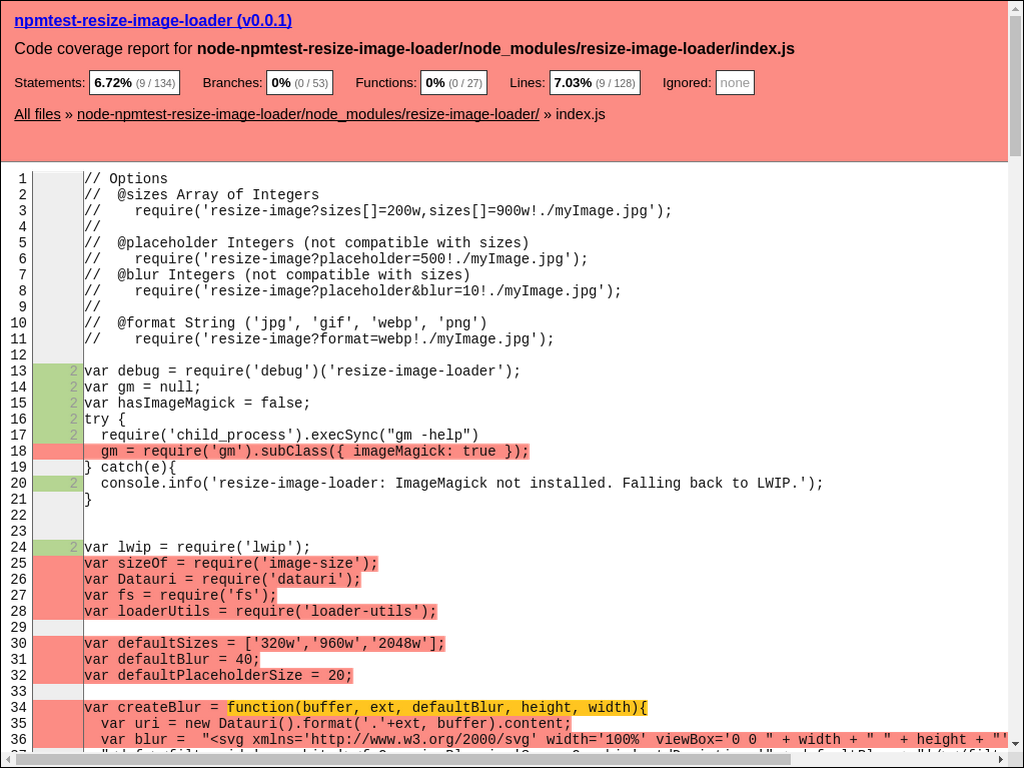 npmtest-resize-image-loader (v0.0.1)
Code coverage report for node-npmtest-resize-image-loader/node_modules/resize-image-loader/index.js
Statements: 6.72% (9 / 134) Branches: 0% (0 / 53) Functions: 0% (0 / 27) Lines: 7.03% (9 / 128) Ignored: none
All files » node-npmtest-resize-image-loader/node_modules/resize-image-loader/ » index.js
1 // Options
2 //  @sizes Array of Integers
3 //    require('resize-image?sizes[]=200w,sizes[]=900w!./myImage.jpg');
4 //
5 //  @placeholder Integers (not compatible with sizes)
6 //    require('resize-image?placeholder=500!./myImage.jpg');
7 //  @blur Integers (not compatible with sizes)
8 //    require('resize-image?placeholder&blur=10!./myImage.jpg');
9 //
10 //  @format String ('jpg', 'gif', 'webp', 'png')
11 //    require('resize-image?format=webp!./myImage.jpg');
12
13 2 var debug = require('debug')('resize-image-loader');
14 2 var gm = null;
15 2 var hasImageMagick = false;
16 2 try {
17 2   require('child_process').execSync("gm -help")
18   gm = require('gm').subClass({ imageMagick: true });
19 } catch(e){
20 2   console.info('resize-image-loader: ImageMagick not installed. Falling back to LWIP.');
21 }
22
23
24 2 var lwip = require('lwip');
25 var sizeOf = require('image-size');
26 var Datauri = require('datauri');
27 var fs = require('fs');
28 var loaderUtils = require('loader-utils');
29
30 var defaultSizes = ['320w','960w','2048w'];
31 var defaultBlur = 40;
32 var defaultPlaceholderSize = 20;
33
34 var createBlur = function(buffer, ext, defaultBlur, height, width){
35   var uri = new Datauri().format('.'+ext, buffer).content;
36   var blur =  "<svg xmlns='http://www.w3.org/2000/svg' width='100%' viewBox='0 0 " + width + " " + height + "'